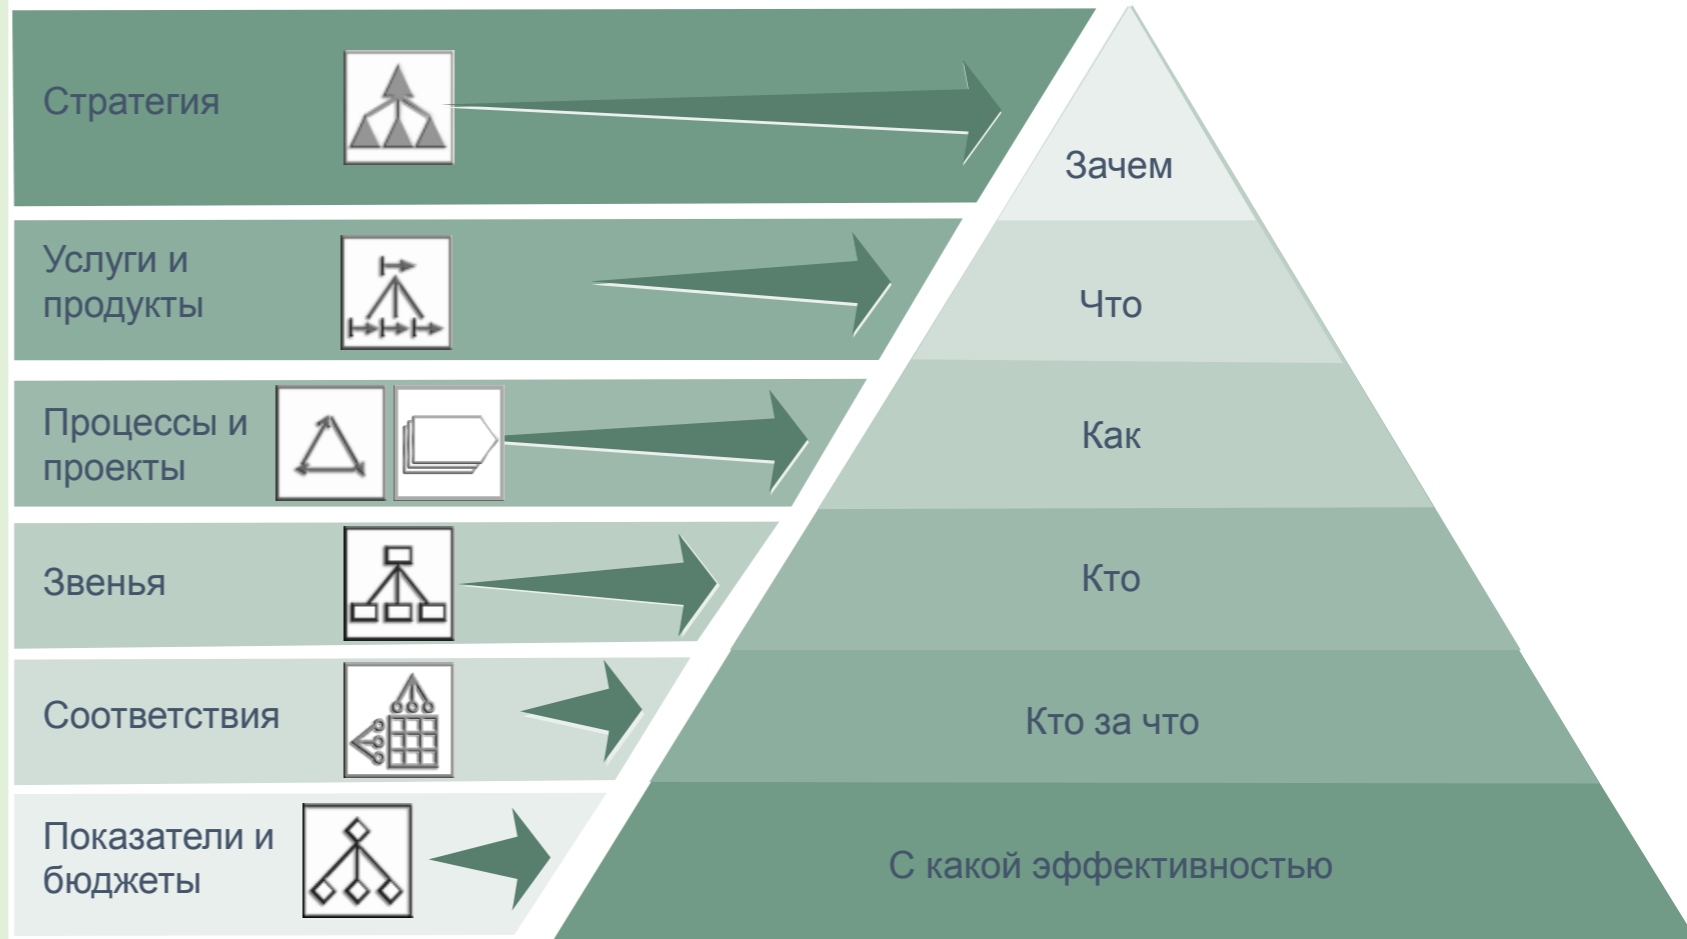 Стратегия
Зачем
Услуги и
продукты
Что
Процессы и
проекты
Как
Звенья
Кто
Соответствия
Кто за что
Показатели и
бюджеты
С какой эффективностью